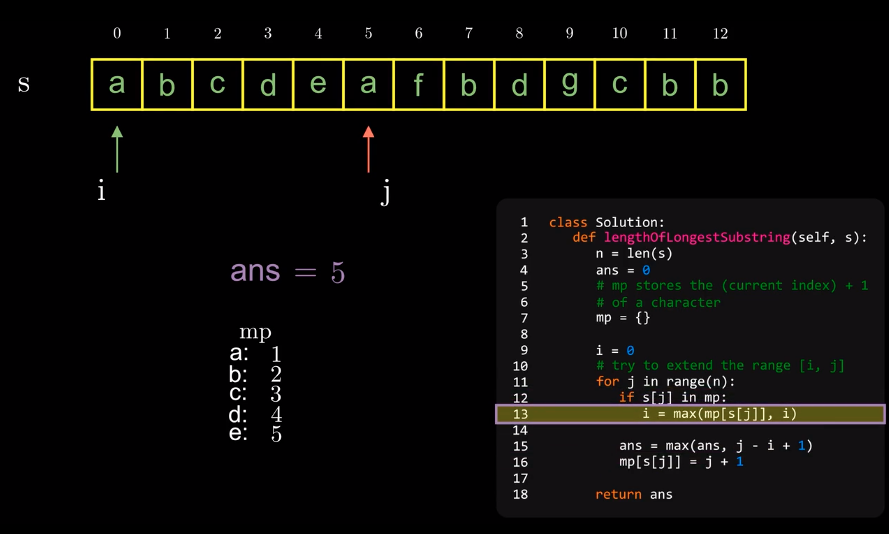 0 1 2 3 4 5 6 7 8 9 10 11 12
s a b c d e a f b d g c b b
i j
ans = 5
mp
a: 1
b: 2
c: 3
d: 4
e: 5
1 class Solution:
2 def lengthOfLongestSubstring(self, s):
3 n = len(s)
4 ans = 0
5 # mp stores the (current index) + 1
6 # of a character
7 mp = {}
8
9 i = 0
10 # try to extend the range [i, j]
11 for j in range(n):
12 if s[j] in mp:
13 i = max(mp[s[j]], i)
14
15 ans = max(ans, j - i + 1)
16 mp[s[j]] = j + 1
17
18 return ans